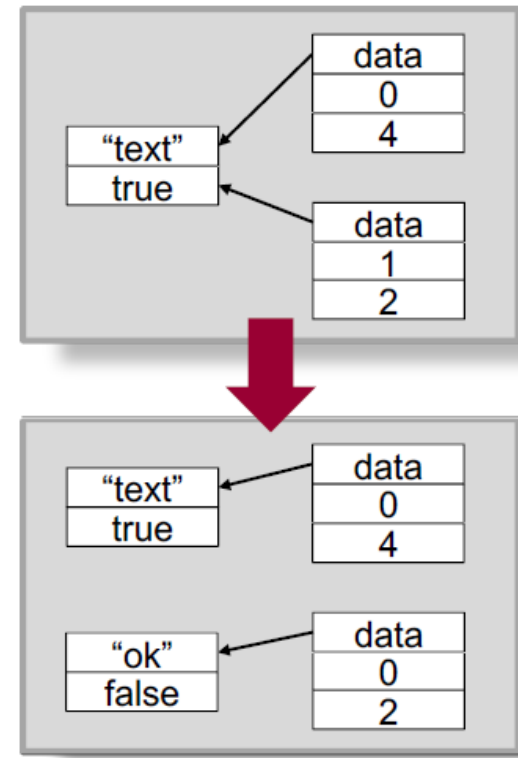 data
0
4
“text”
true
data
1
2
data
0
4
“text”
true
data
0
2
“ok”
false